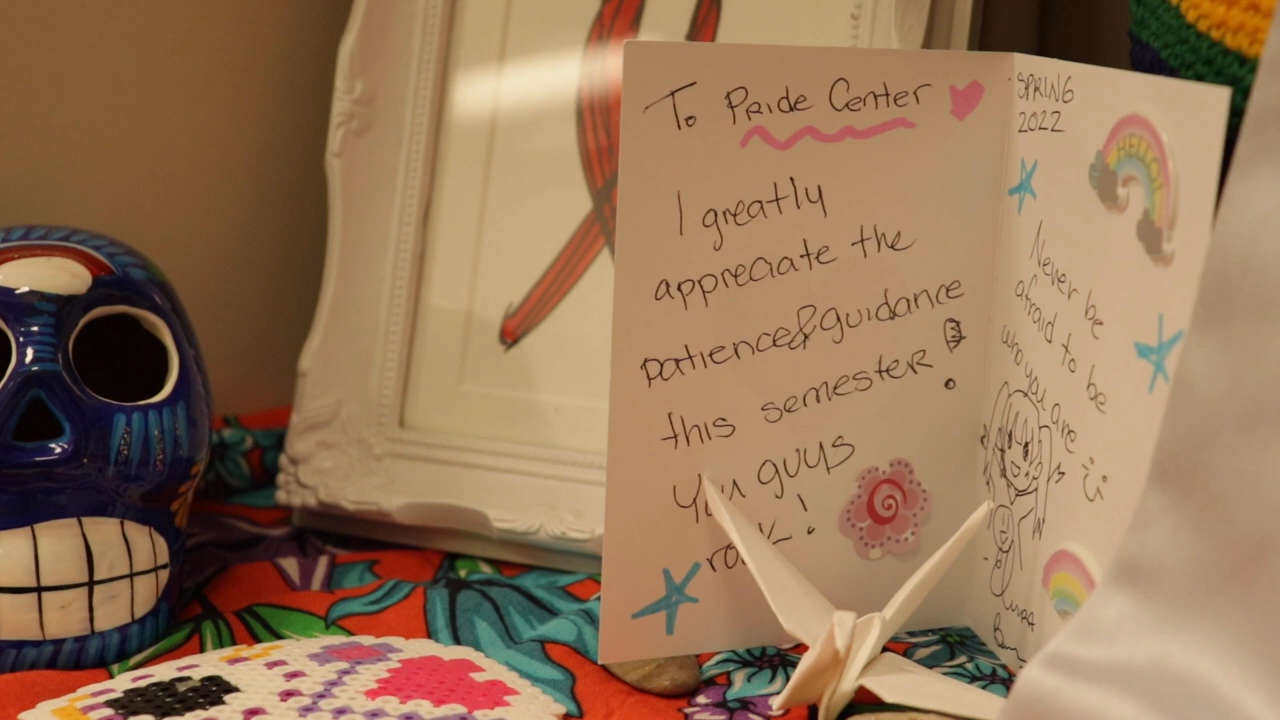 To Pride Center
I greatly
appreciate the
patience & guidance
this semester!
You guys
rock!
SPRING
2022
HELLO!
Never be
afraid to be
who you are :)